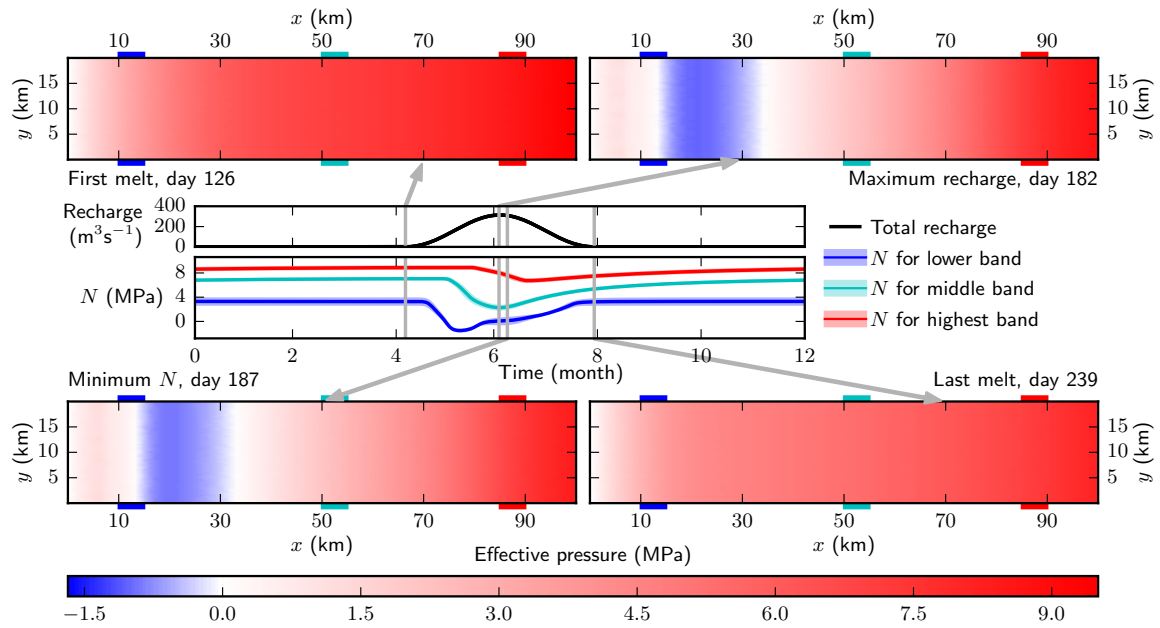 x (km) x (km)
10 30 50 70 90 10 30 50 70 90
y (km) 15 10 5 15 10 5 y (km)
First melt, day 126 Maximum recharge, day 182
Recharge (m³s⁻¹) 400 200 0
N (MPa) 8 4 0
0 2 4 6 8 10 12
Time (month)
Total recharge
N for lower band
N for middle band
N for highest band
Minimum N, day 187 Last melt, day 239
y (km) 15 10 5 15 10 5 y (km)
10 30 50 70 90 10 30 50 70 90
x (km) x (km)
Effective pressure (MPa)
−1.5 0.0 1.5 3.0 4.5 6.0 7.5 9.0